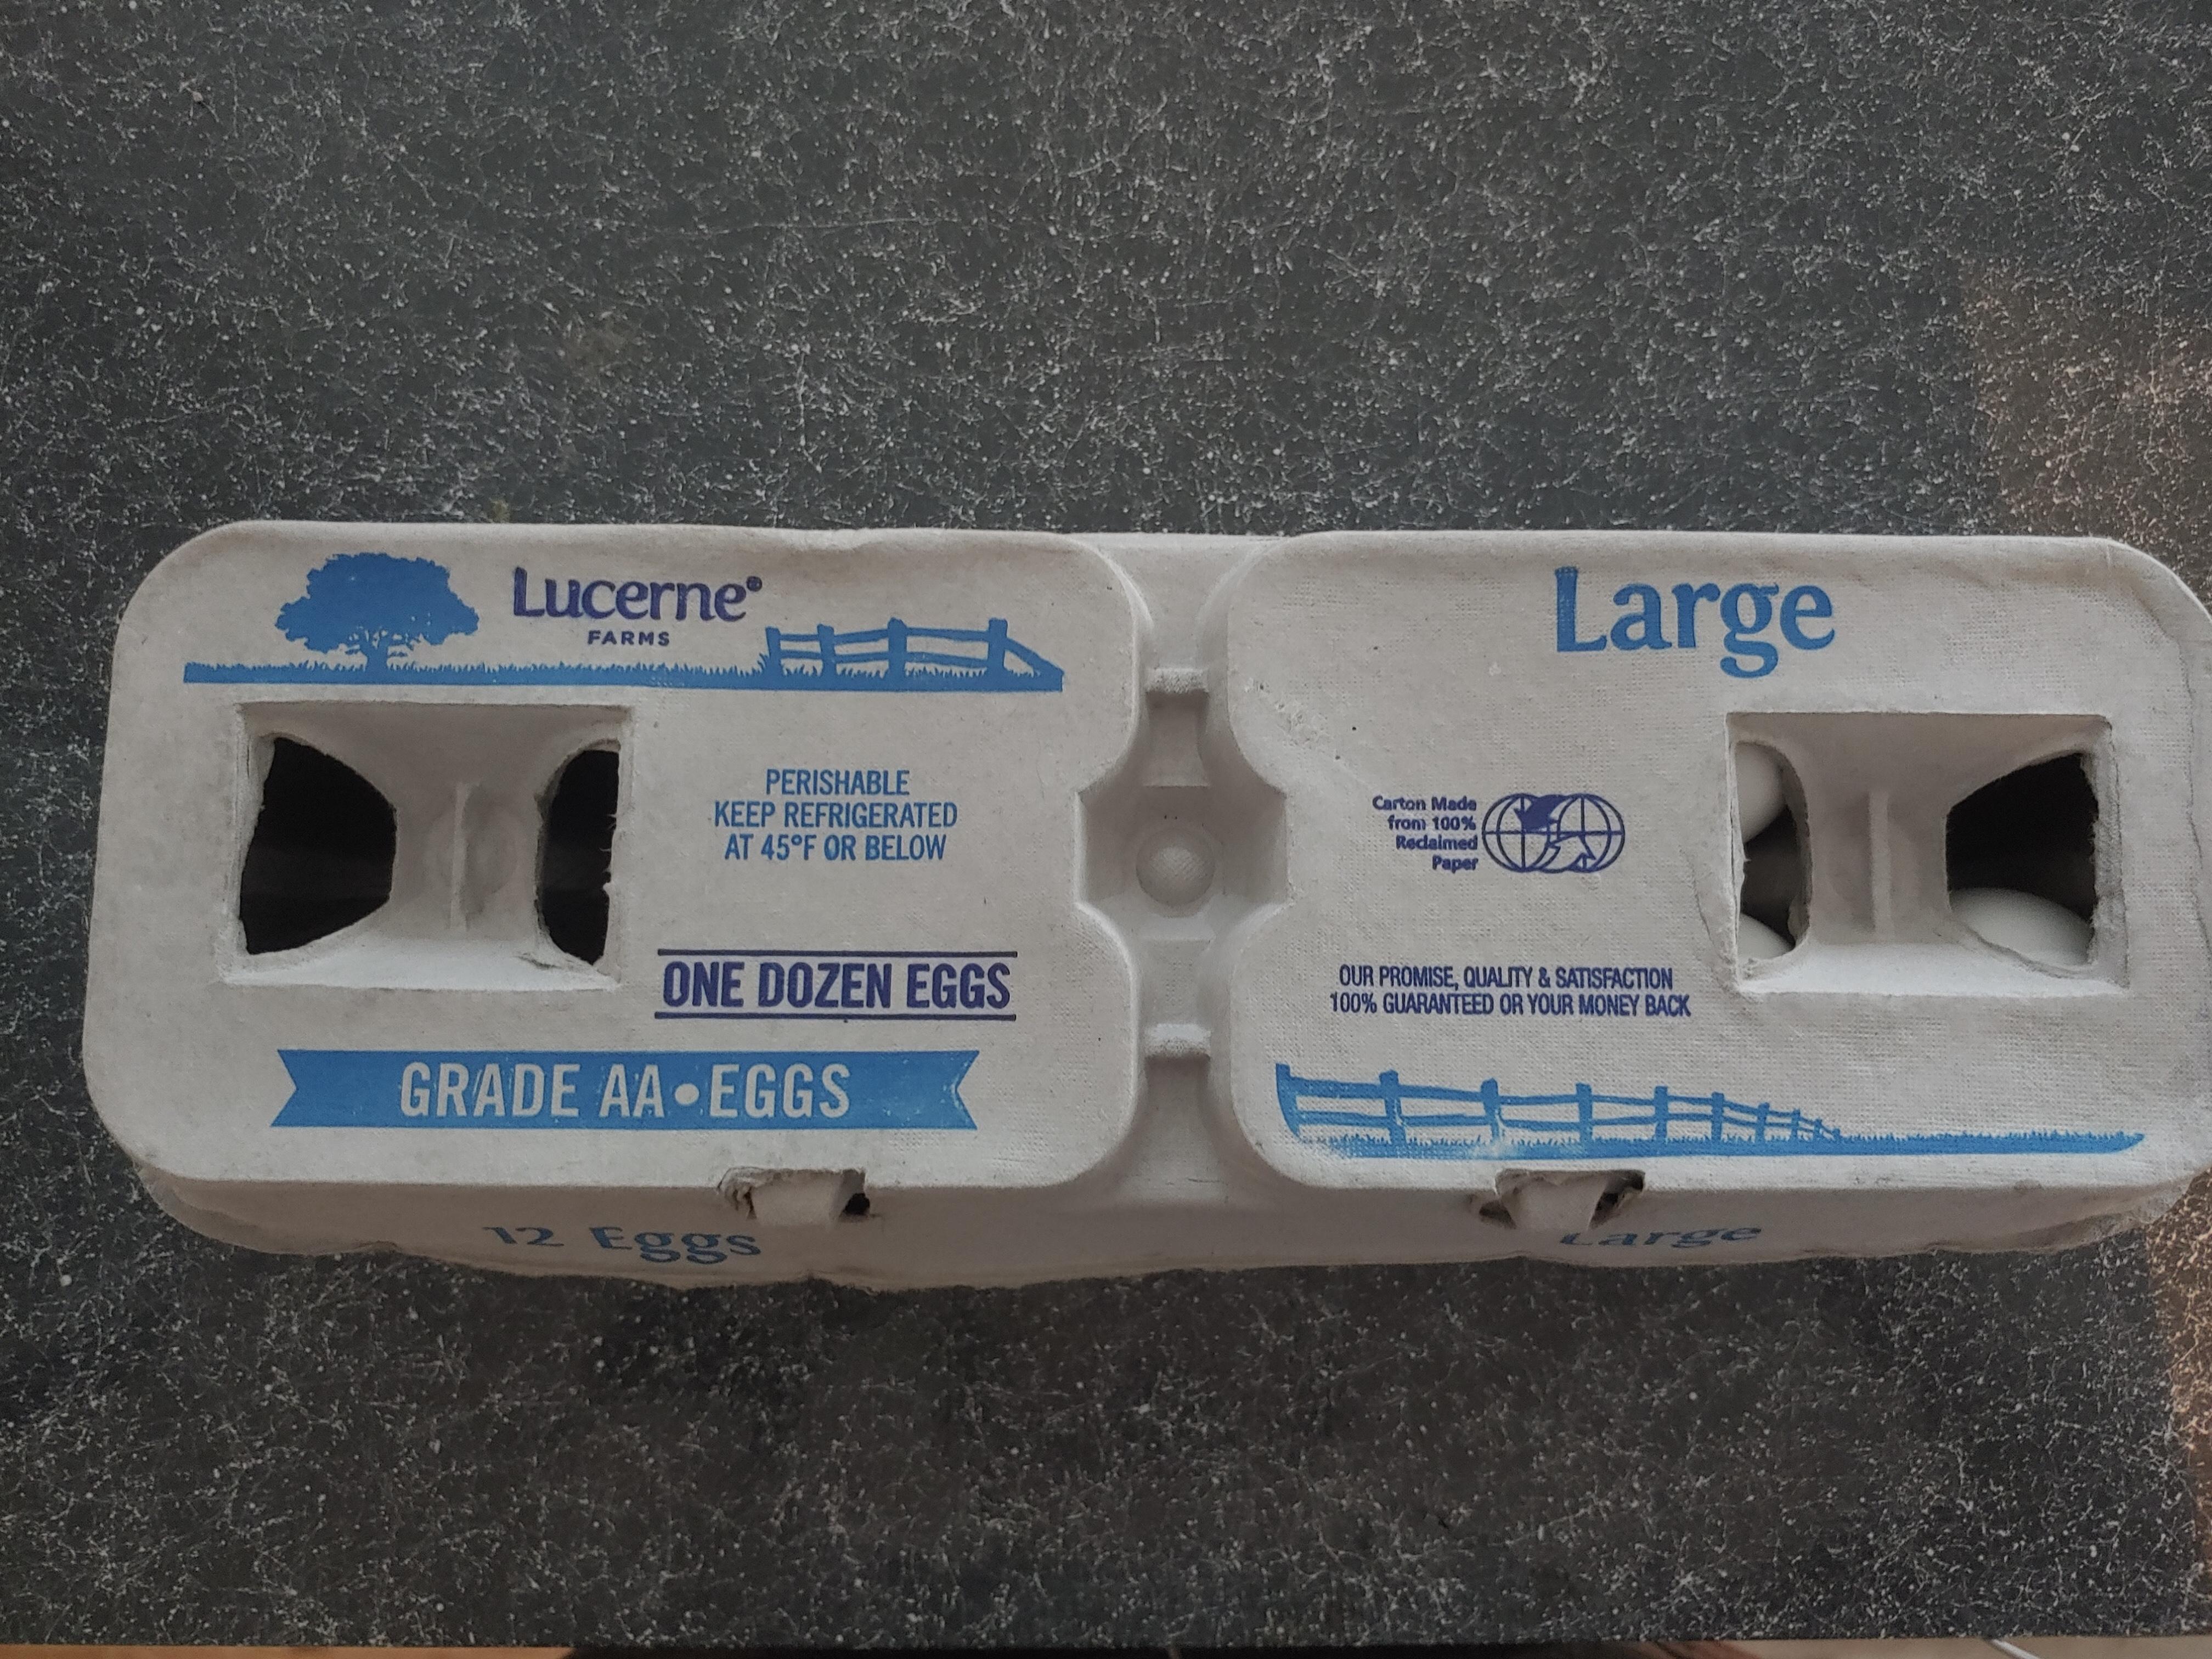 Lucerne®
FARMS
PERISHABLE
KEEP REFRIGERATED
AT 45°F OR BELOW
ONE DOZEN EGGS
GRADE AA•EGGS
12 Eggs
Large
Carton Made
from 100%
Reclaimed
Paper
OUR PROMISE, QUALITY & SATISFACTION
100% GUARANTEED OR YOUR MONEY BACK
Large